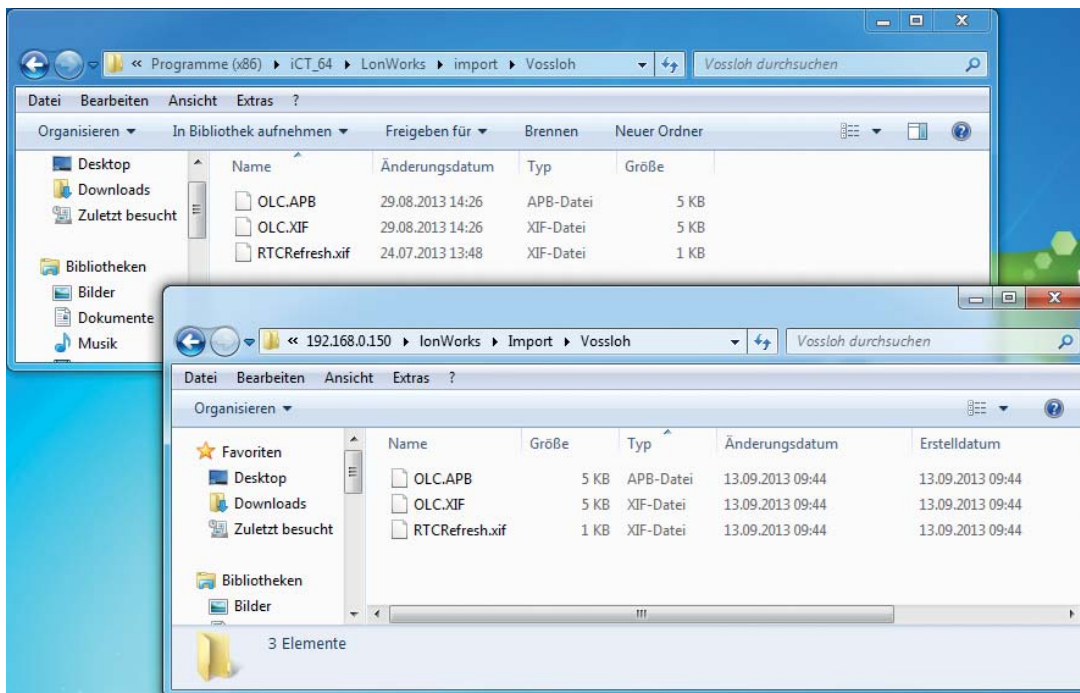 « Programme (x86) ▸ iCT_64 ▸ LonWorks ▸ import ▸ Vossloh Vossloh durchsuchen
Datei Bearbeiten Ansicht Extras ?
Organisieren In Bibliothek aufnehmen Freigeben für Brennen Neuer Ordner
Desktop Name Änderungsdatum Typ Größe
Downloads OLC.APB 29.08.2013 14:26 APB-Datei 5 KB
Zuletzt besucht OLC.XIF 29.08.2013 14:26 XIF-Datei 5 KB
RTCRefresh.xif 24.07.2013 13:48 XIF-Datei 1 KB
Bibliotheken
Bilder
Dokumente
Musik
« 192.168.0.150 ▸ lonWorks ▸ Import ▸ Vossloh Vossloh durchsuchen
Datei Bearbeiten Ansicht Extras ?
Organisieren
Favoriten Name Größe Typ Änderungsdatum Erstelldatum
Desktop OLC.APB 5 KB APB-Datei 13.09.2013 09:44 13.09.2013 09:44
Downloads OLC.XIF 5 KB XIF-Datei 13.09.2013 09:44 13.09.2013 09:44
Zuletzt besucht RTCRefresh.xif 1 KB XIF-Datei 13.09.2013 09:44 13.09.2013 09:44
Bibliotheken
Bilder
3 Elemente